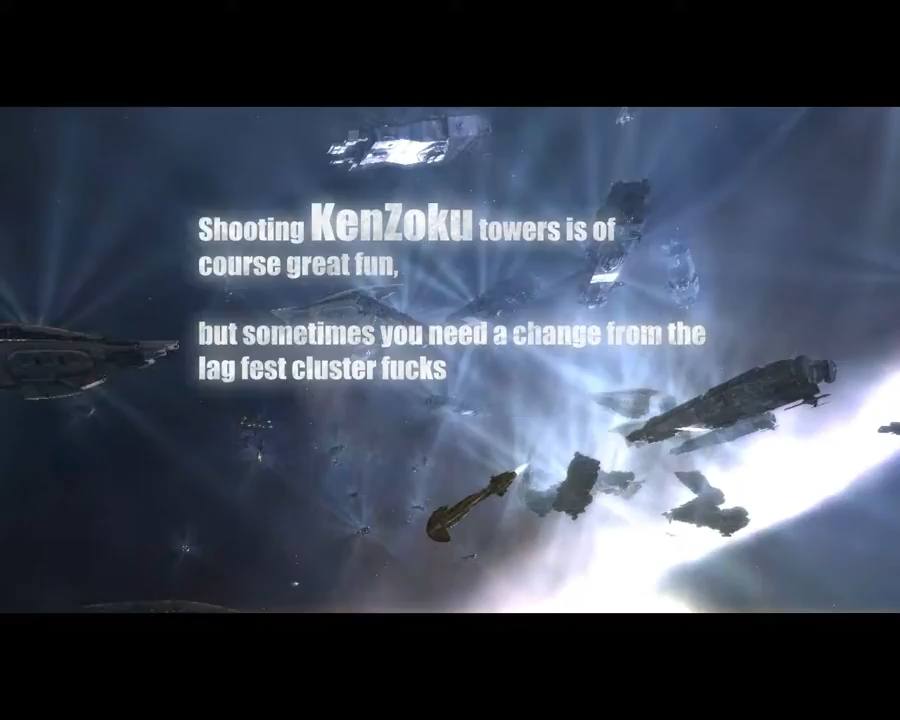 Shooting KenZoku towers is of
course great fun,
but sometimes you need a change from the
lag fest cluster fucks